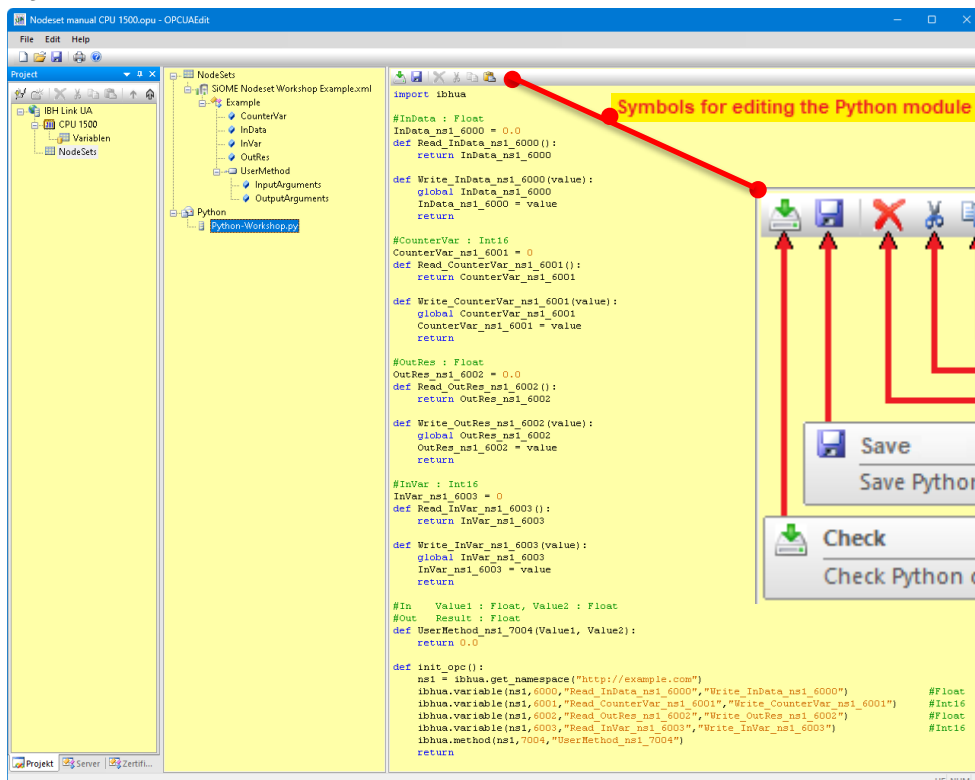 Nodeset manual CPU 1500.opu - OPCUAEdit
File Edit Help
Project
IBH Link UA
CPU 1500
Variablen
NodeSets
NodeSets
SiOME Nodeset Workshop Example.xml
Example
CounterVar
InData
InVar
OutRes
UserMethod
InputArguments
OutputArguments
Python
Python-Workshop.py
import ibhua
#InData : Float
InData_ns1_6000 = 0.0
def Read_InData_ns1_6000():
    return InData_ns1_6000
def Write_InData_ns1_6000(value):
    global InData_ns1_6000
    InData_ns1_6000 = value
    return
#CounterVar : Int16
CounterVar_ns1_6001 = 0
def Read_CounterVar_ns1_6001():
    return CounterVar_ns1_6001
def Write_CounterVar_ns1_6001(value):
    global CounterVar_ns1_6001
    CounterVar_ns1_6001 = value
    return
#OutRes : Float
OutRes_ns1_6002 = 0.0
def Read_OutRes_ns1_6002():
    return OutRes_ns1_6002
def Write_OutRes_ns1_6002(value):
    global OutRes_ns1_6002
    OutRes_ns1_6002 = value
    return
#InVar : Int16
InVar_ns1_6003 = 0
def Read_InVar_ns1_6003():
    return InVar_ns1_6003
def Write_InVar_ns1_6003(value):
    global InVar_ns1_6003
    InVar_ns1_6003 = value
    return
#In Value1 : Float, Value2 : Float
#Out Result : Float
def UserMethod_ns1_7004(Value1, Value2):
    return 0.0
def init_opc():
    ns1 = ibhua.get_namespace("http://example.com")
    ibhua.variable(ns1,6000,"Read_InData_ns1_6000","Write_InData_ns1_6000") #Float
    ibhua.variable(ns1,6001,"Read_CounterVar_ns1_6001","Write_CounterVar_ns1_6001") #Int16
    ibhua.variable(ns1,6002,"Read_OutRes_ns1_6002","Write_OutRes_ns1_6002") #Float
    ibhua.variable(ns1,6003,"Read_InVar_ns1_6003","Write_InVar_ns1_6003") #Int16
    ibhua.method(ns1,7004,"UserMethod_ns1_7004")
    return
Symbols for editing the Python module
Save
Save Python
Check
Check Python
Projekt Server Zertifi...